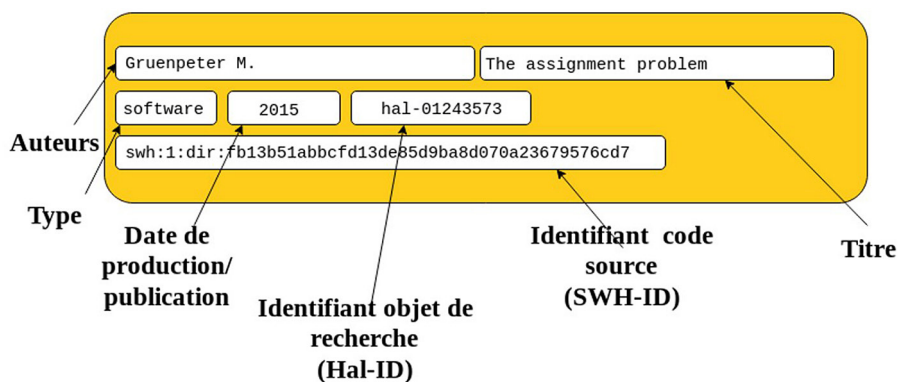 Gruenpeter M.
The assignment problem
software
2015
hal-01243573
swh:1:dir:fb13b51abbcfd13de85d9ba8d070a23679576cd7
Auteurs
Type
Date de
production/
publication
Identifiant objet de
recherche
(Hal-ID)
Identifiant code
source
(SWH-ID)
Titre